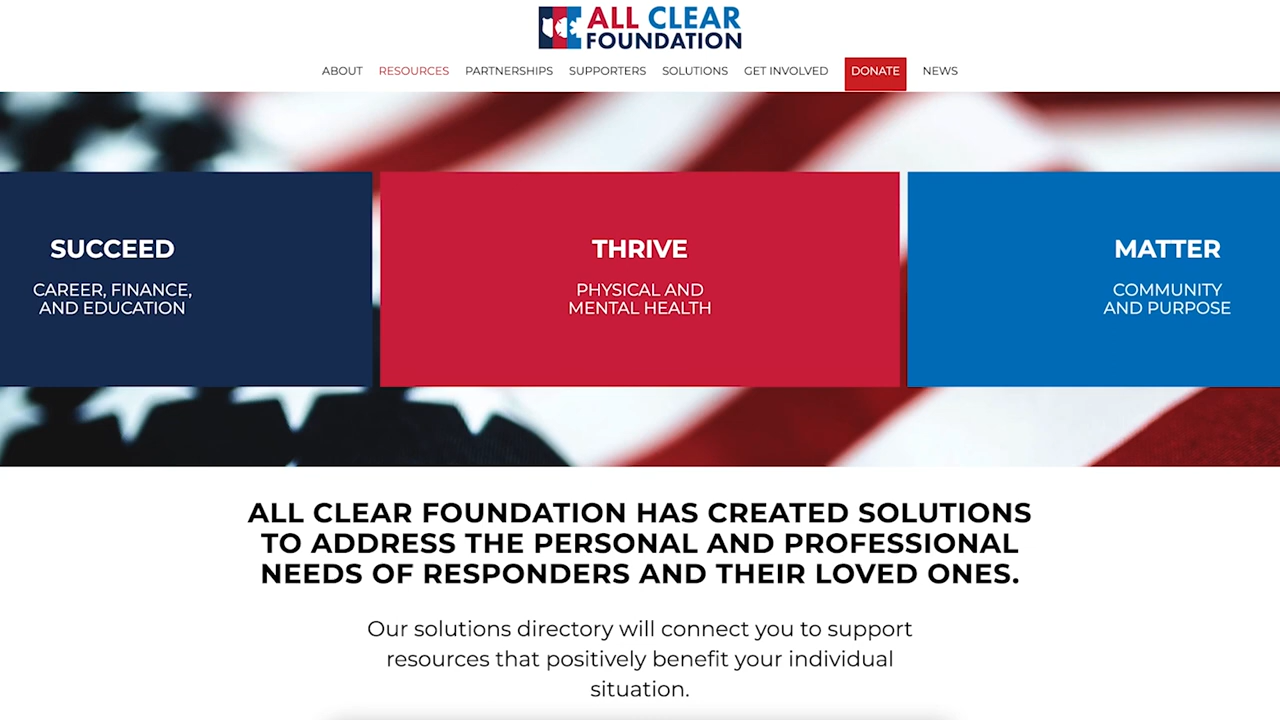 ALL CLEAR
FOUNDATION
ABOUT RESOURCES PARTNERSHIPS SUPPORTERS SOLUTIONS GET INVOLVED DONATE NEWS
SUCCEED
CAREER, FINANCE,
AND EDUCATION
THRIVE
PHYSICAL AND
MENTAL HEALTH
MATTER
COMMUNITY
AND PURPOSE
ALL CLEAR FOUNDATION HAS CREATED SOLUTIONS
TO ADDRESS THE PERSONAL AND PROFESSIONAL
NEEDS OF RESPONDERS AND THEIR LOVED ONES.
Our solutions directory will connect you to support
resources that positively benefit your individual
situation.